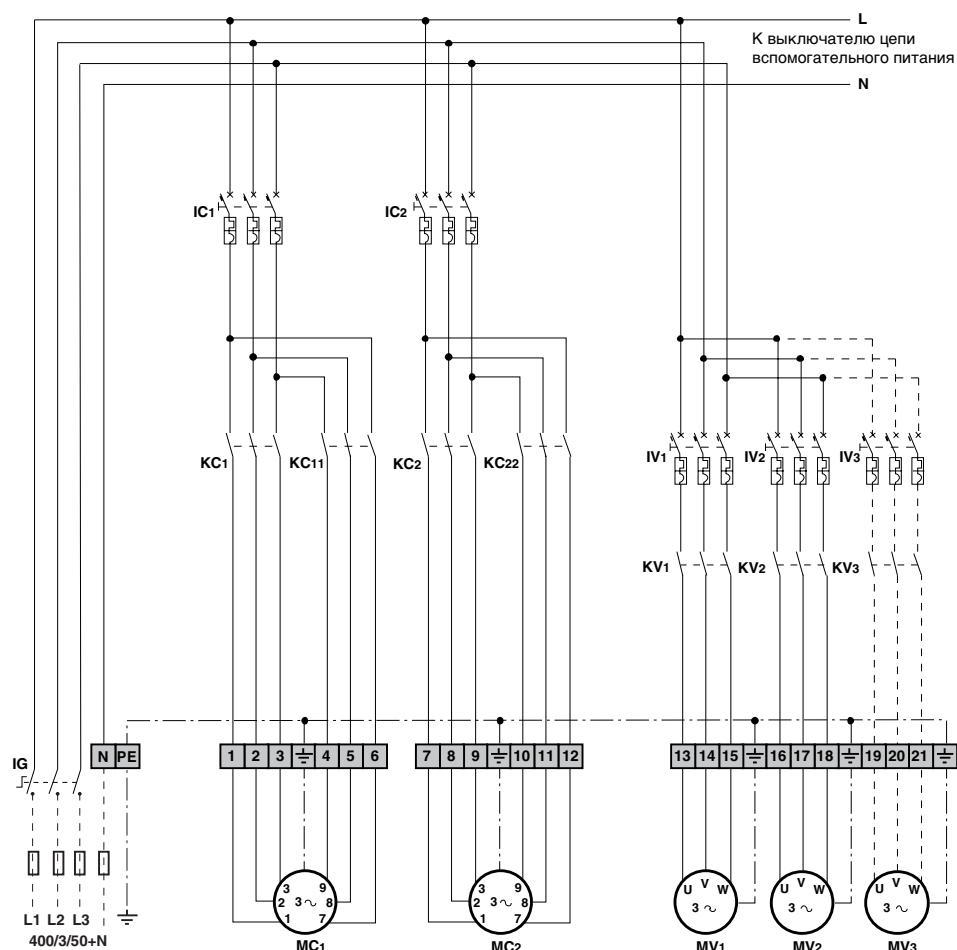 L
К выключателю цепи
вспомогательного питания
N
IC1
IC2
KC1
KC11
KC2
KC22
IV1
IV2
IV3
KV1
KV2
KV3
IG
N PE
1 2 3 4 5 6
7 8 9 10 11 12
13 14 15 16 17 18 19 20 21
3 9
2 3 ~ 8
1 7
3 9
2 3 ~ 8
1 7
U V W
3 ~
U V W
3 ~
U V W
3 ~
L1 L2 L3
400/3/50+N
MC1
MC2
MV1
MV2
MV3